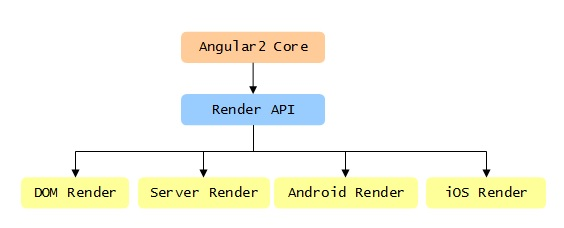 Angular2 Core
Render API
DOM Render
Server Render
Android Render
iOS Render